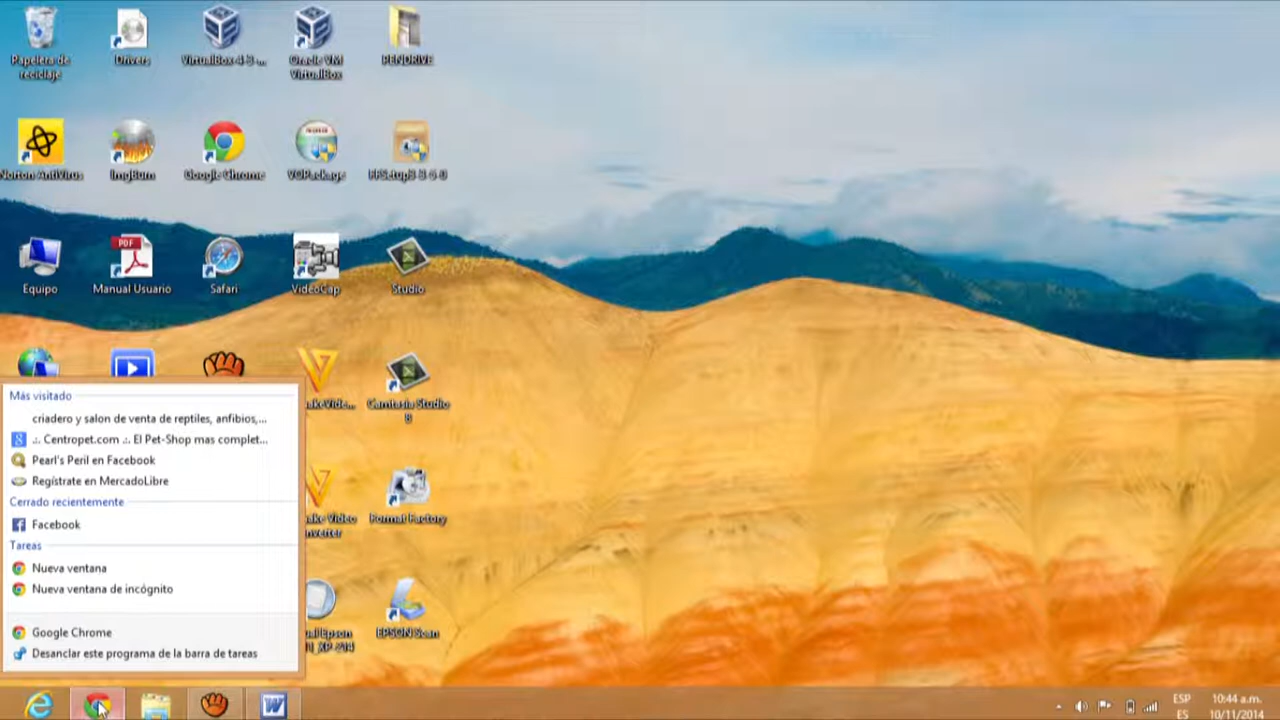 Papelera de
reciclaje
Drivers
VirtualBox-4-3-...
Oracle VM
VirtualBox
PENDRIVE
Norton AntiVirus
ImgBurn
Google Chrome
VOPackage
FFSetup3-3-5-0
PDF
Equipo
Manual Usuario
Safari
VideoCap
Studio
Camtasia Studio
8
Format Factory
EPSON Scan
Más visitado
criadero y salon de venta de reptiles, anfibios,...
.:. Centropet.com .:. El Pet-Shop mas complet...
Pearl's Peril en Facebook
Regístrate en MercadoLibre
Cerrado recientemente
Facebook
Tareas
Nueva ventana
Nueva ventana de incógnito
Google Chrome
Desanclar este programa de la barra de tareas
ESP
ES
10:44 a.m.
10/11/2014